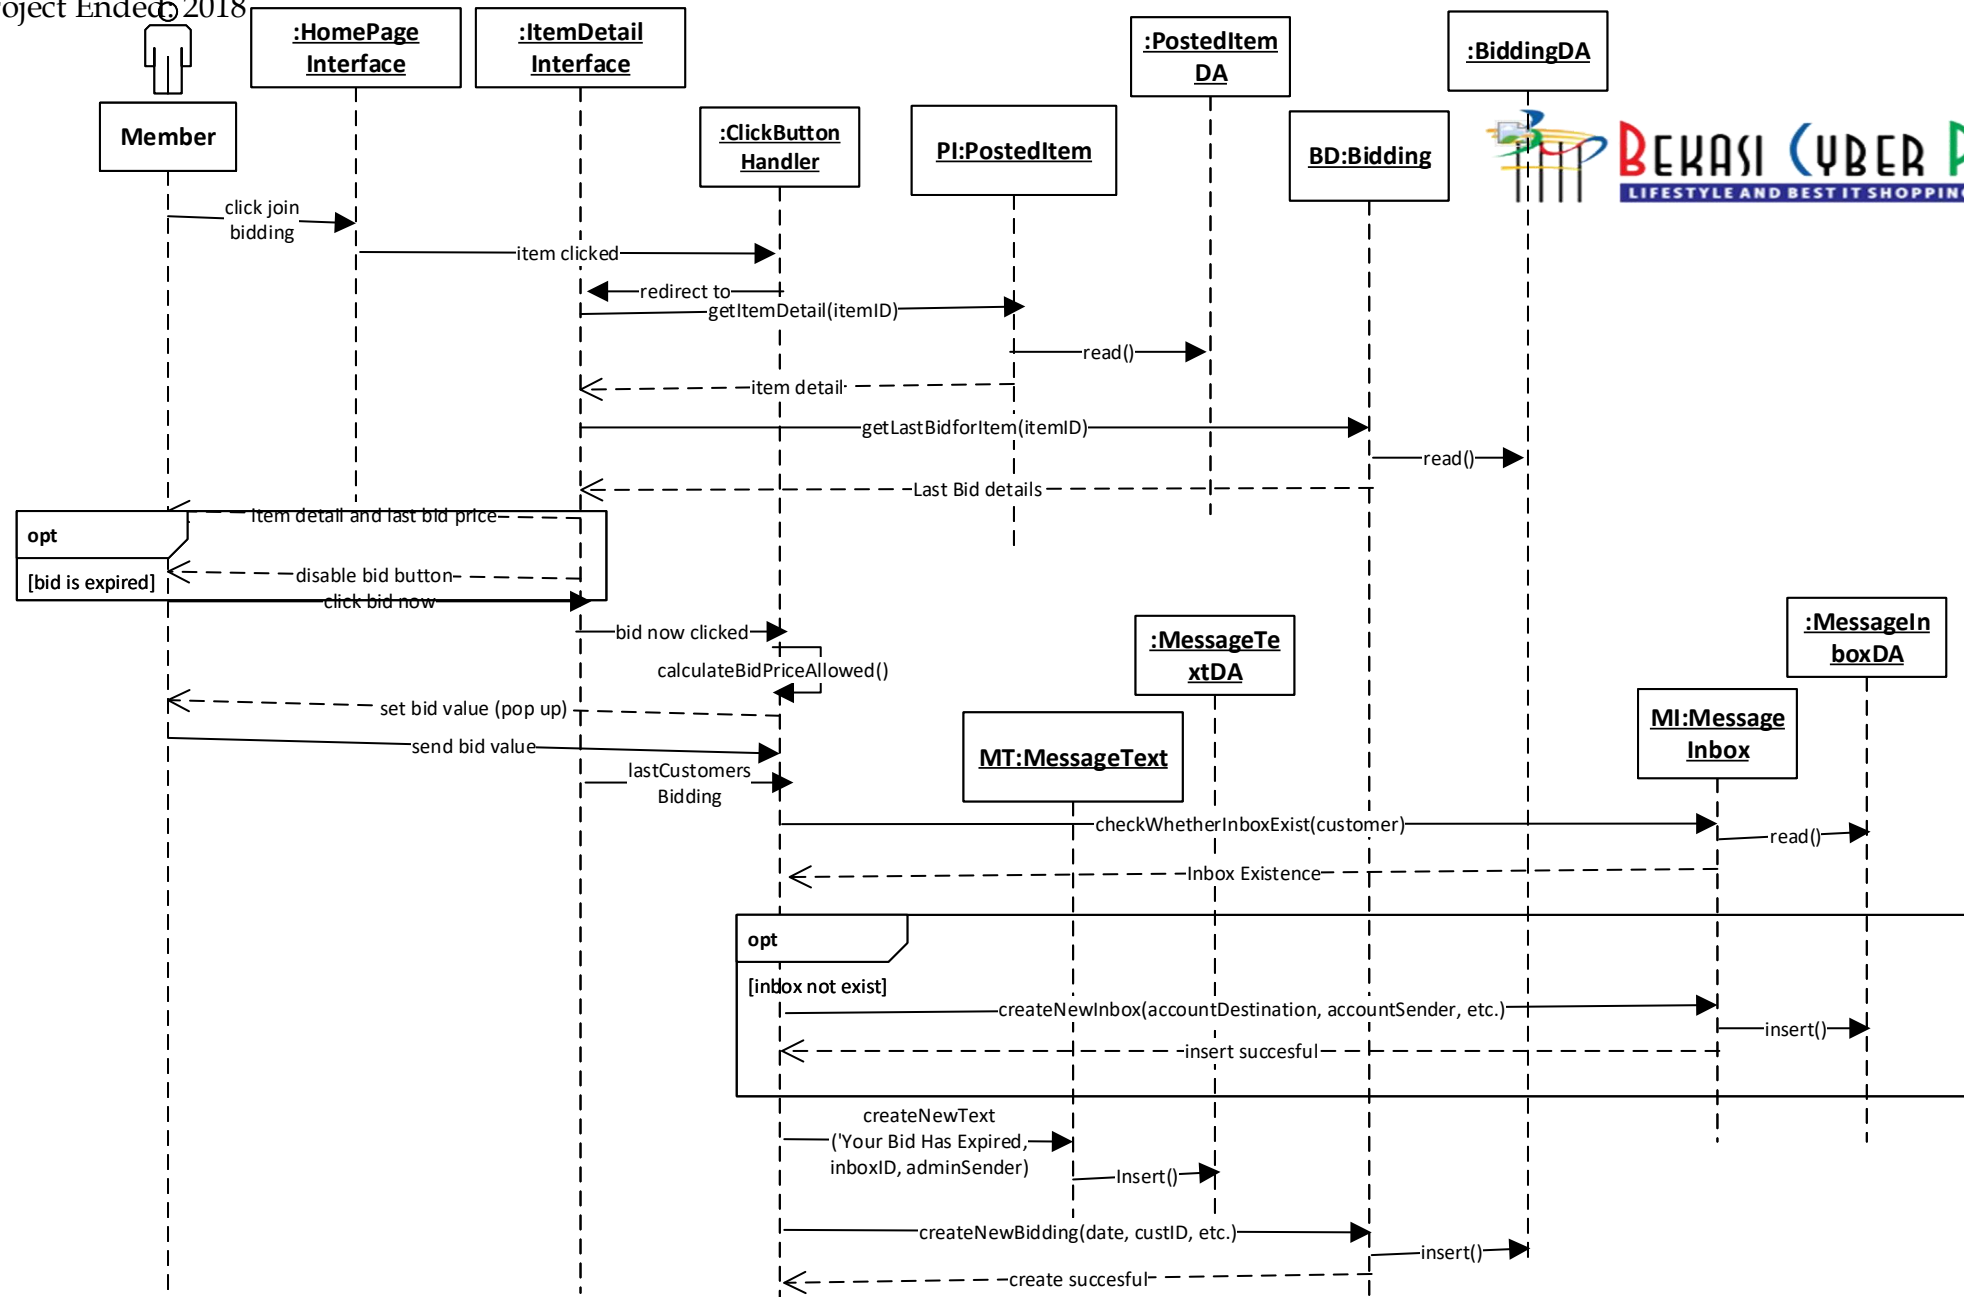 roject Ended: 2018
:HomePage
Interface
:ItemDetail
Interface
:PostedItem
DA
:BiddingDA
Member
:ClickButton
Handler
PI:PostedItem
BD:Bidding
BEKASI CYBER P
LIFESTYLE AND BEST IT SHOPPING
click join
bidding
item clicked
redirect to
getItemDetail(itemID)
read()
item detail
getLastBidforItem(itemID)
read()
Last Bid details
item detail and last bid price
opt
[bid is expired]
disable bid button
click bid now
bid now clicked
calculateBidPriceAllowed()
:MessageTe
xtDA
:MessageIn
boxDA
set bid value (pop up)
MT:MessageText
MI:Message
Inbox
send bid value
lastCustomers
Bidding
checkWhetherInboxExist(customer)
read()
Inbox Existence
opt
[inbox not exist]
createNewInbox(accountDestination, accountSender, etc.)
insert()
insert succesful
createNewText
('Your Bid Has Expired,
inboxID, adminSender)
Insert()
createNewBidding(date, custID, etc.)
insert()
create succesful